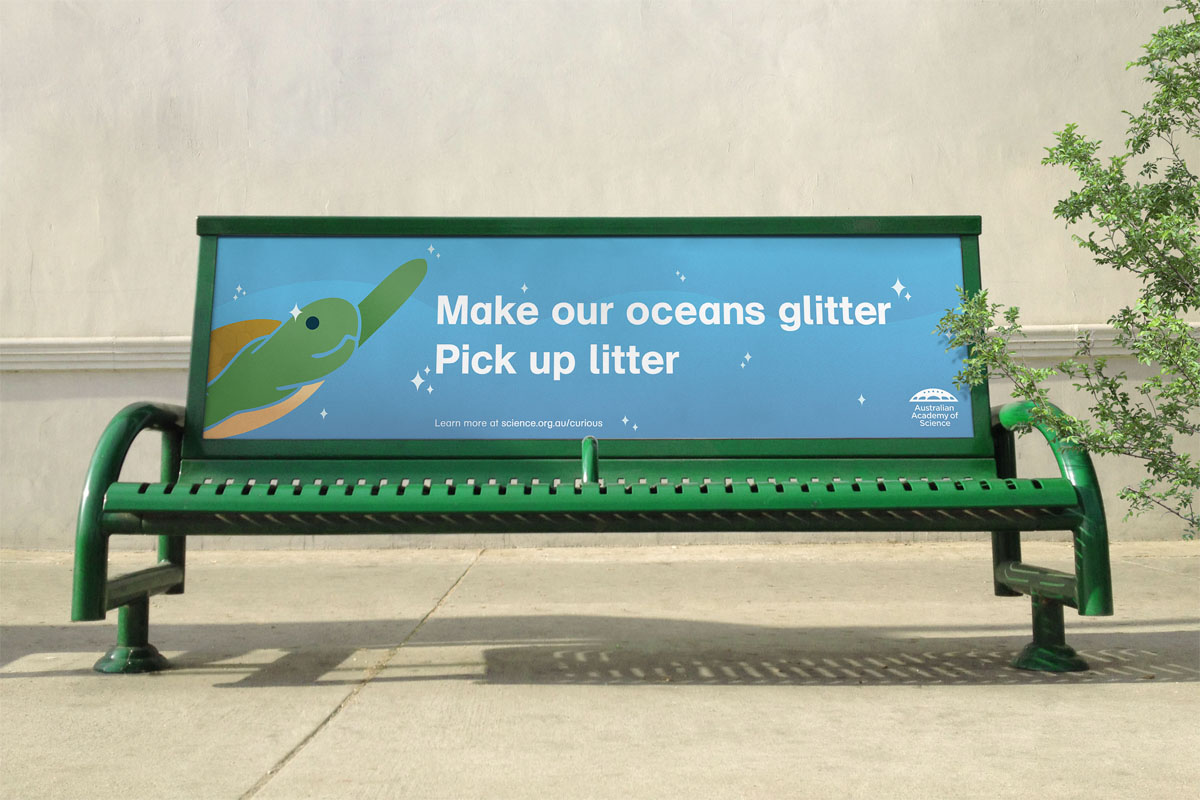 Make our oceans glitter
Pick up litter
Learn more at science.org.au/curious
Australian
Academy of
Science